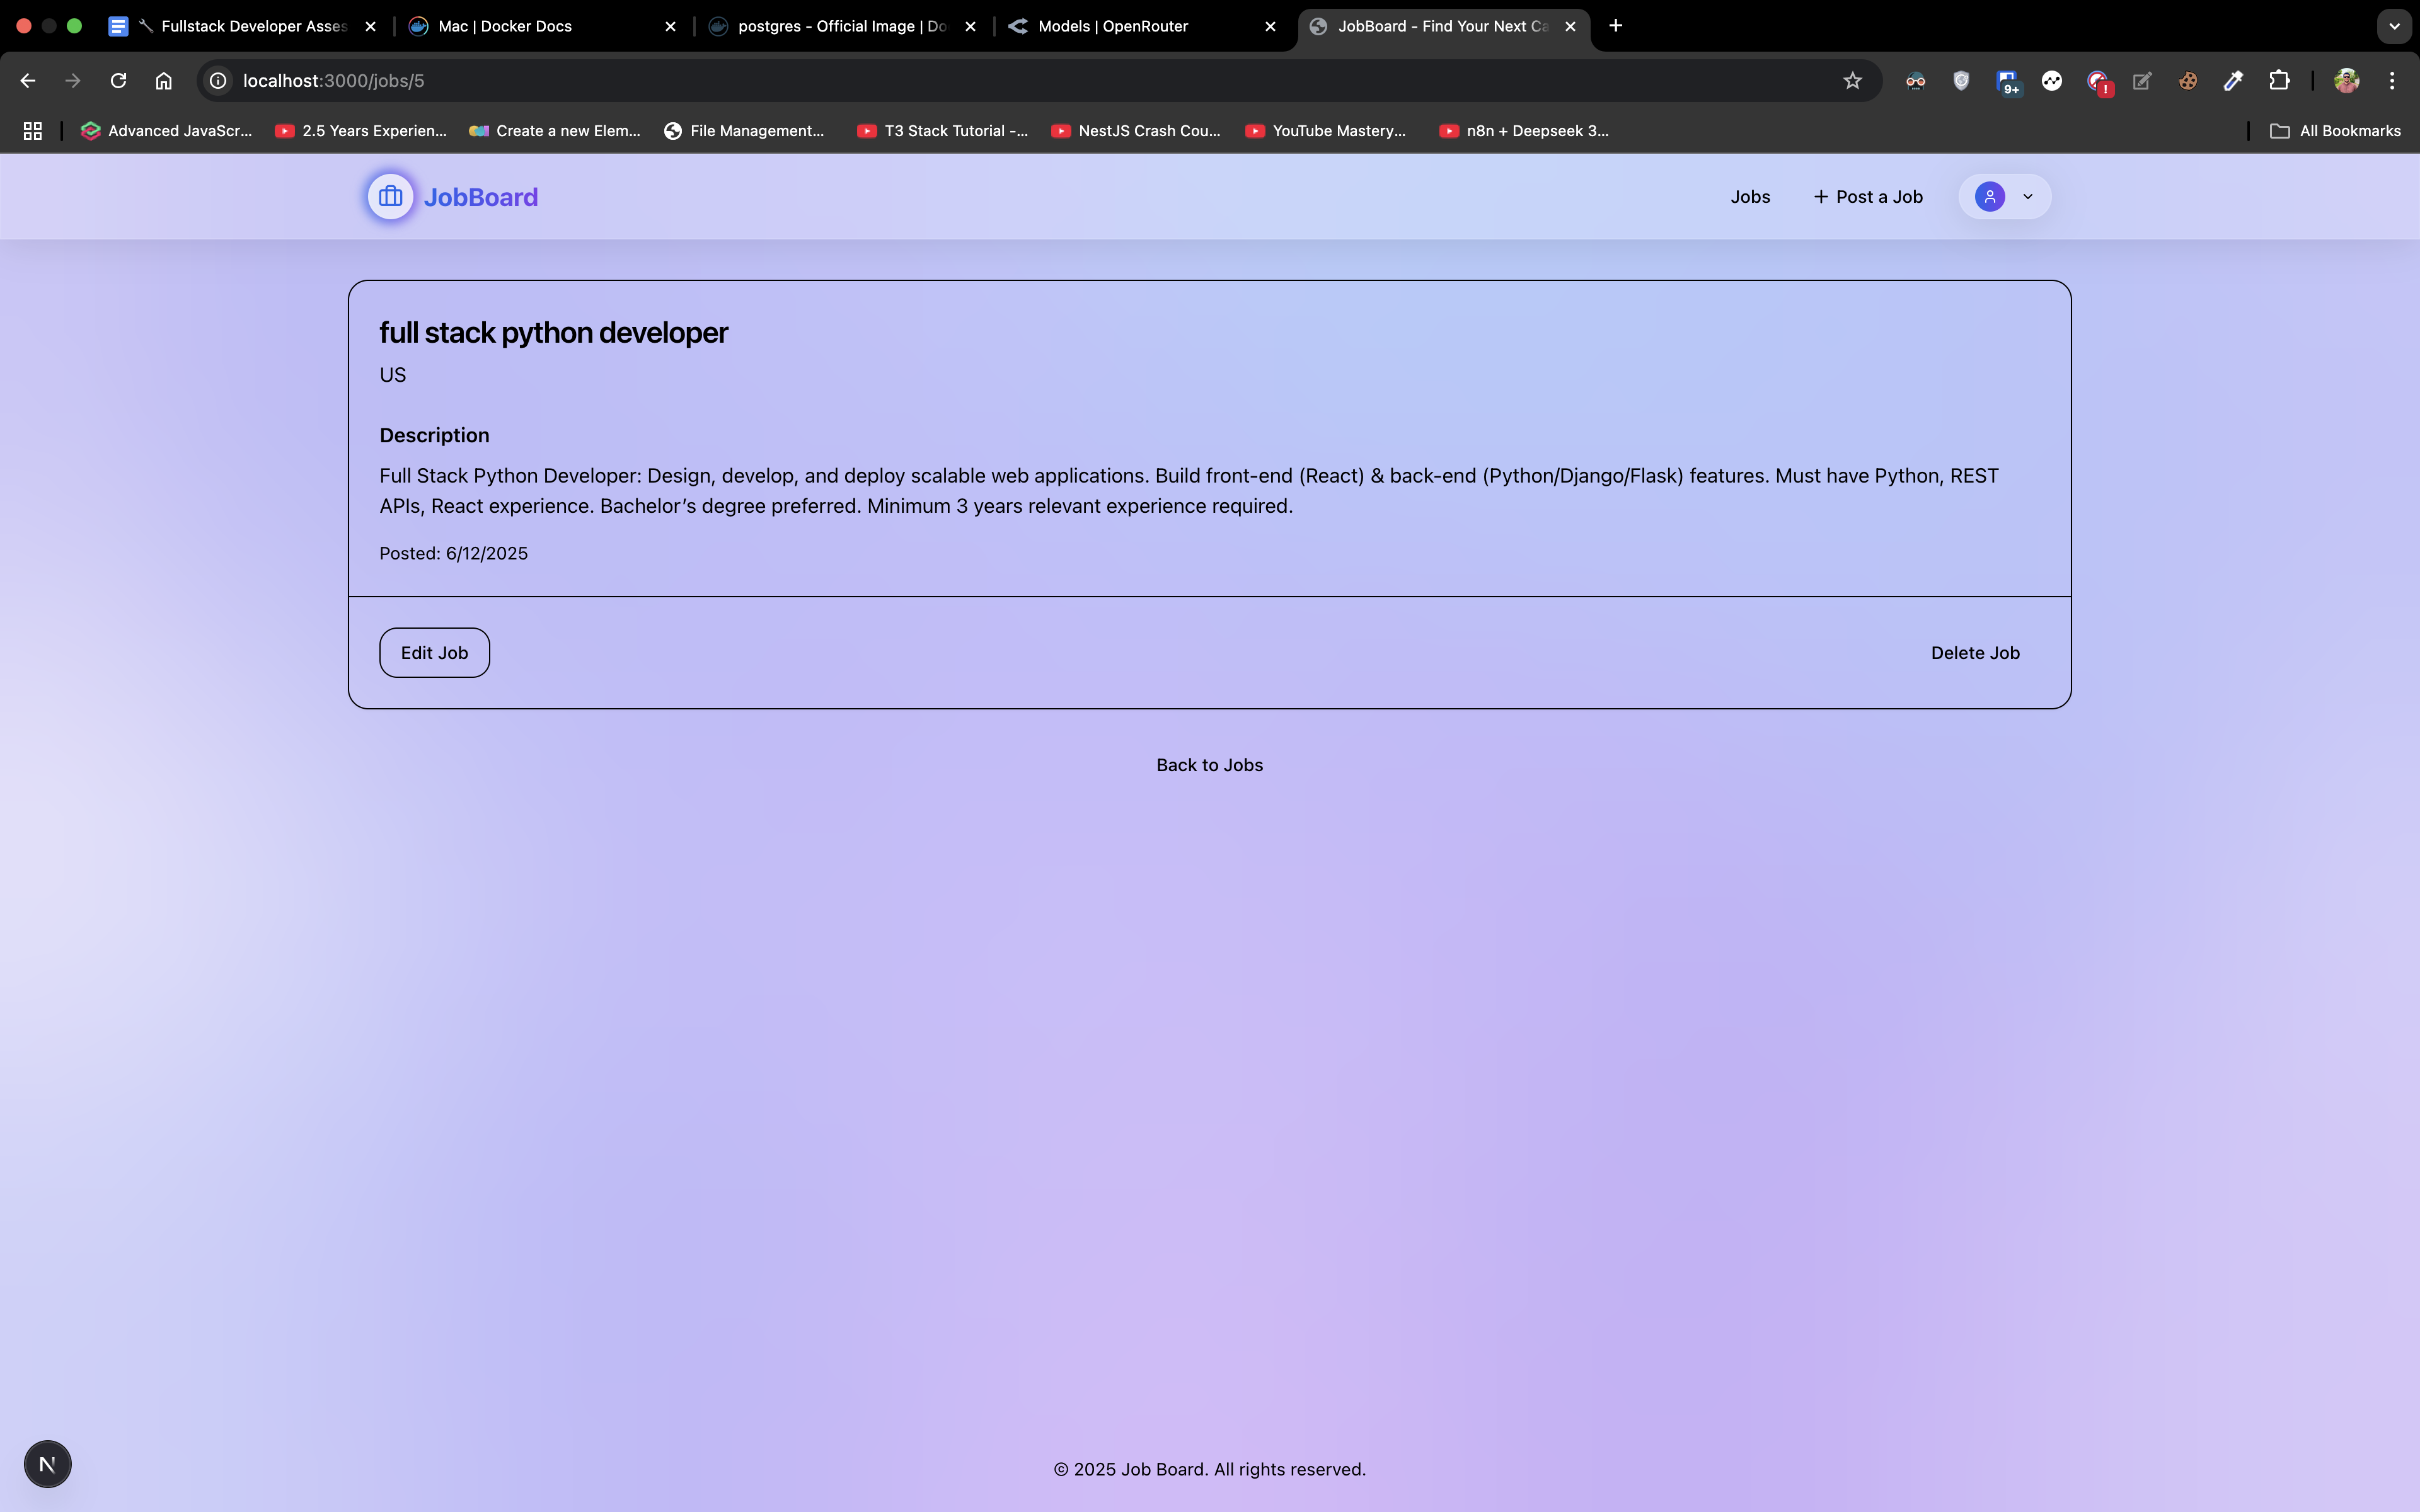 Fullstack Developer Asses
Mac | Docker Docs
postgres - Official Image | Do
Models | OpenRouter
JobBoard - Find Your Next Ca
localhost:3000/jobs/5
9+
!
Advanced JavaScr...
2.5 Years Experien...
Create a new Elem...
File Management...
T3 Stack Tutorial -...
NestJS Crash Cou...
YouTube Mastery...
n8n + Deepseek 3...
All Bookmarks
JobBoard
Jobs
+ Post a Job
full stack python developer
US
Description
Full Stack Python Developer: Design, develop, and deploy scalable web applications. Build front-end (React) & back-end (Python/Django/Flask) features. Must have Python, REST
APIs, React experience. Bachelor’s degree preferred. Minimum 3 years relevant experience required.
Posted: 6/12/2025
Edit Job
Delete Job
Back to Jobs
N
© 2025 Job Board. All rights reserved.